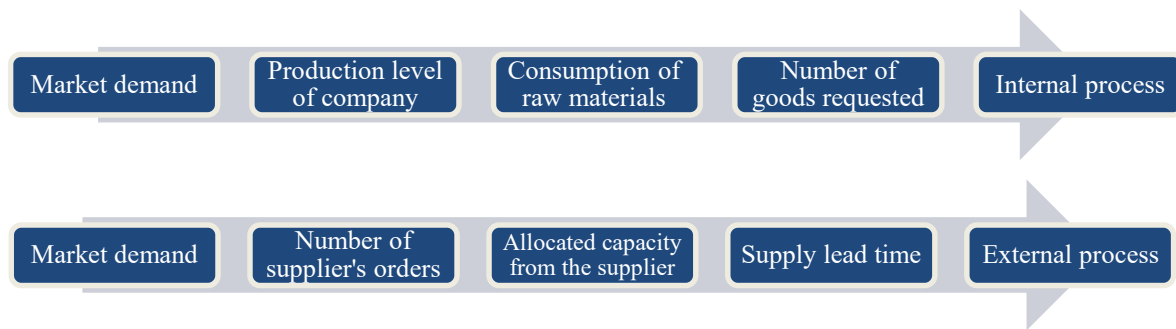 Market demand
Production level
of company
Consumption of
raw materials
Number of
goods requested
Internal process
Market demand
Number of
supplier's orders
Allocated capacity
from the supplier
Supply lead time
External process